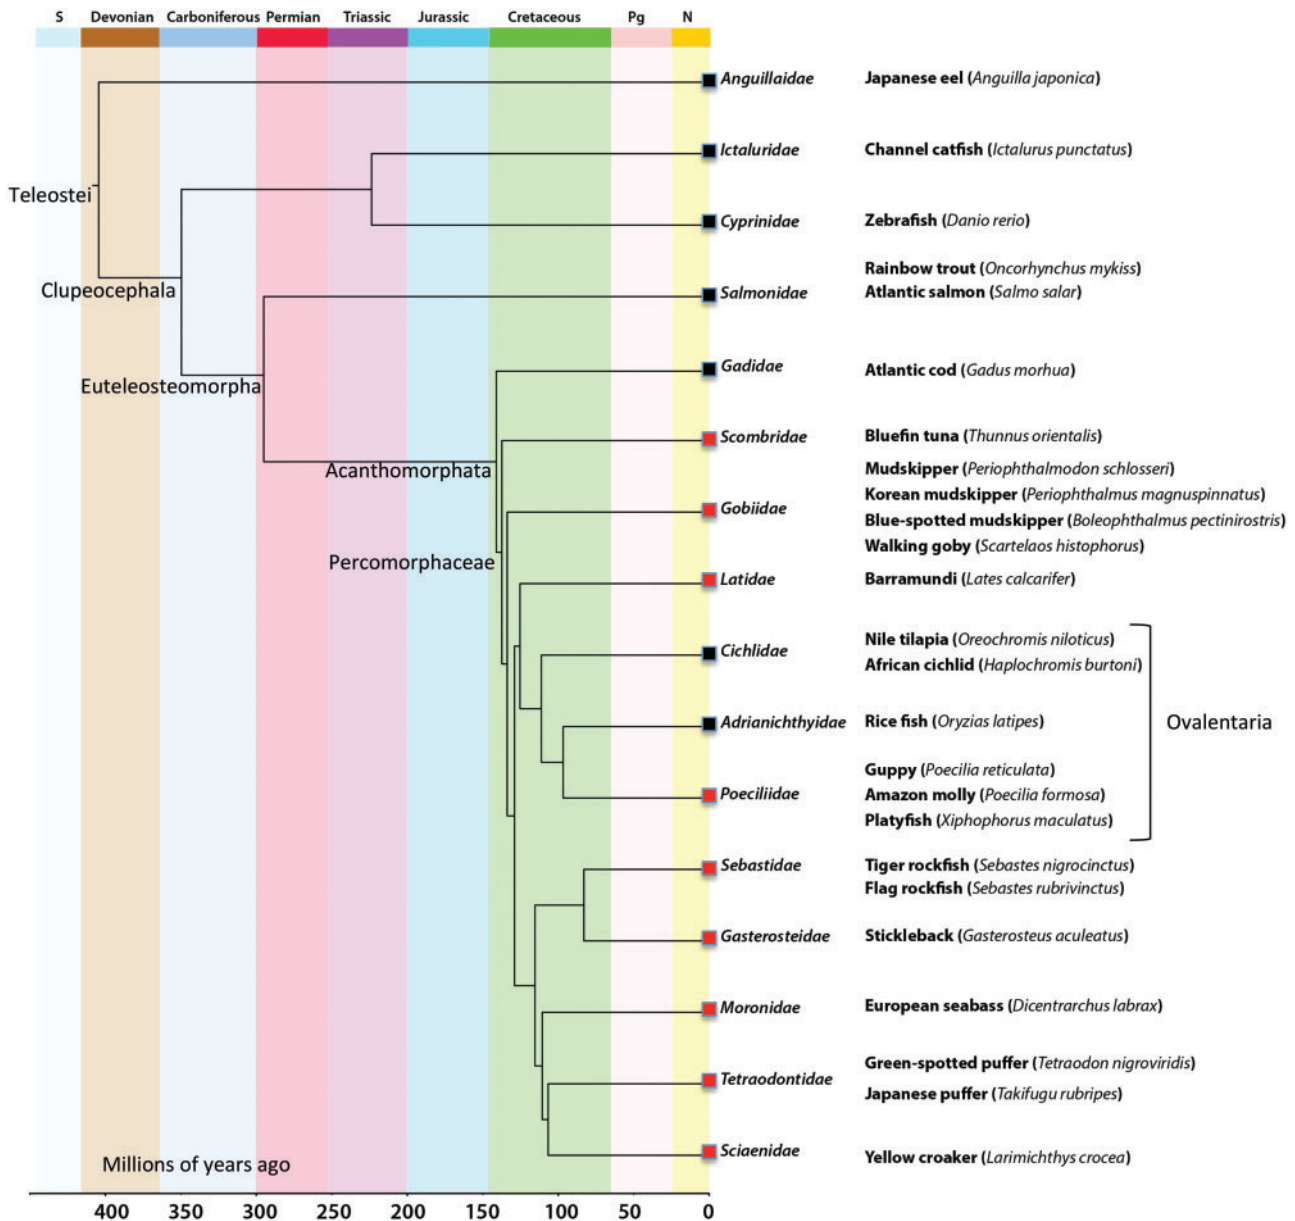 S Devonian Carboniferous Permian Triassic Jurassic Cretaceous Pg N
Anguillaidae Japanese eel (Anguilla japonica)
Ictaluridae Channel catfish (Ictalurus punctatus)
Teleostei
Cyprinidae Zebrafish (Danio rerio)
Rainbow trout (Oncorhynchus mykiss)
Clupeocephala
Salmonidae Atlantic salmon (Salmo salar)
Gadidae Atlantic cod (Gadus morhua)
Euteleosteomorpha
Scombridae Bluefin tuna (Thunnus orientalis)
Acanthomorphata
Mudskipper (Periophthalmodon schlosseri)
Korean mudskipper (Periophthalmus magnuspinnatus)
Gobiidae
Blue-spotted mudskipper (Boleophthalmus pectinirostris)
Walking goby (Scartelaos histophorus)
Percomorphaceae
Latidae Barramundi (Lates calcarifer)
Nile tilapia (Oreochromis niloticus)
Cichlidae
African cichlid (Haplochromis burtoni)
Adrianichthyidae Rice fish (Oryzias latipes)
Ovalentaria
Guppy (Poecilia reticulata)
Poeciliidae Amazon molly (Poecilia formosa)
Platyfish (Xiphophorus maculatus)
Sebastidae Tiger rockfish (Sebastes nigrocinctus)
Flag rockfish (Sebastes rubrivinctus)
Gasterosteidae Stickleback (Gasterosteus aculeatus)
Moronidae European seabass (Dicentrarchus labrax)
Green-spotted puffer (Tetraodon nigroviridis)
Tetraodontidae
Japanese puffer (Takifugu rubripes)
Sciaenidae Yellow croaker (Larimichthys crocea)
Millions of years ago
400 350 300 250 200 150 100 50 0